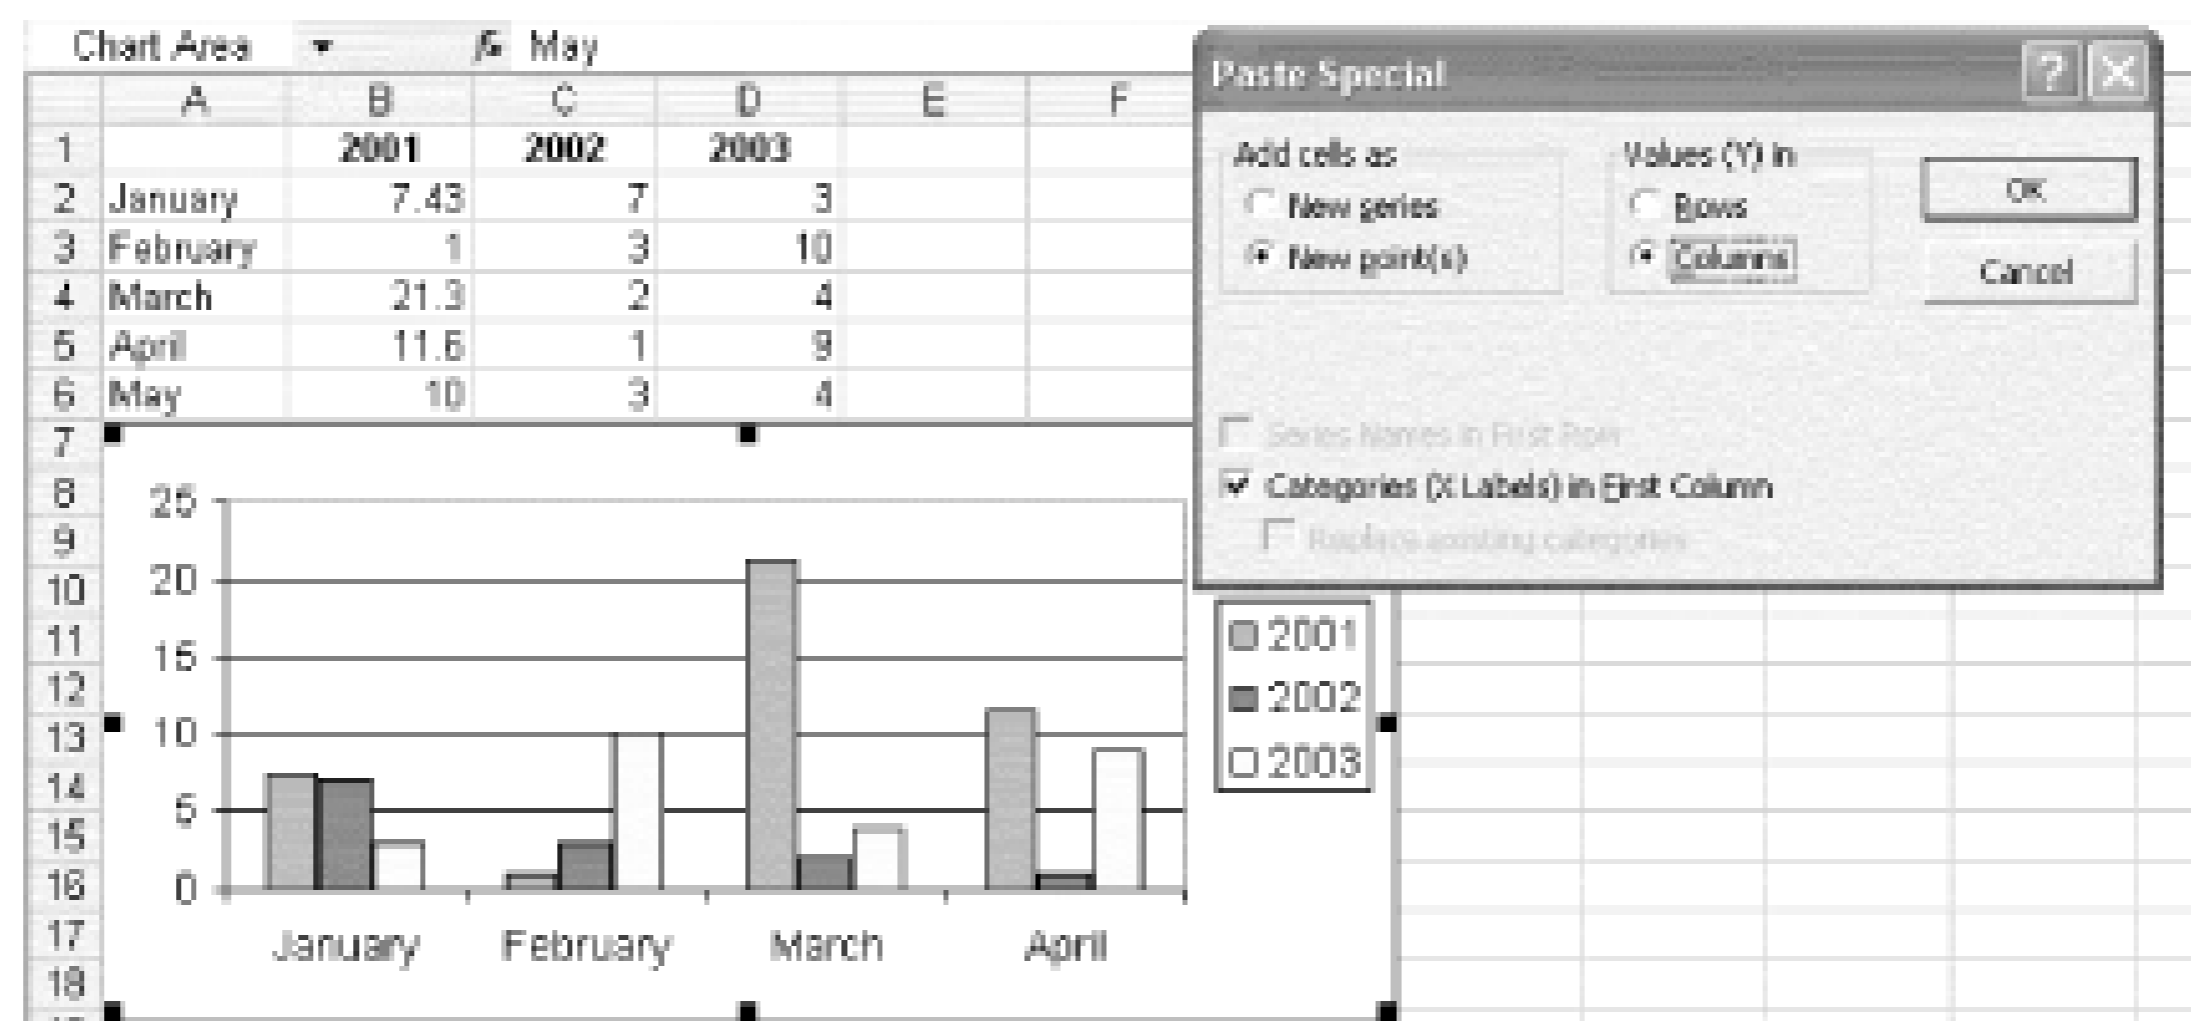 Chart Area fx May
A B C D E F
1 2001 2002 2003
2 January 7.43 7 3
3 February 1 3 10
4 March 21.3 2 4
5 April 11.6 1 9
6 May 10 3 4
7
8
9
10
11
12
13
14
15
16
17
18
25
20
15
10
5
0
January February March April
2001
2002
2003
Paste Special ?
Add cells as
New series
New point(s)
Values (Y) in
Rows
Columns
OK
Cancel
Series Names in First Row
Categories (X Labels) in First Column
Replace existing categories